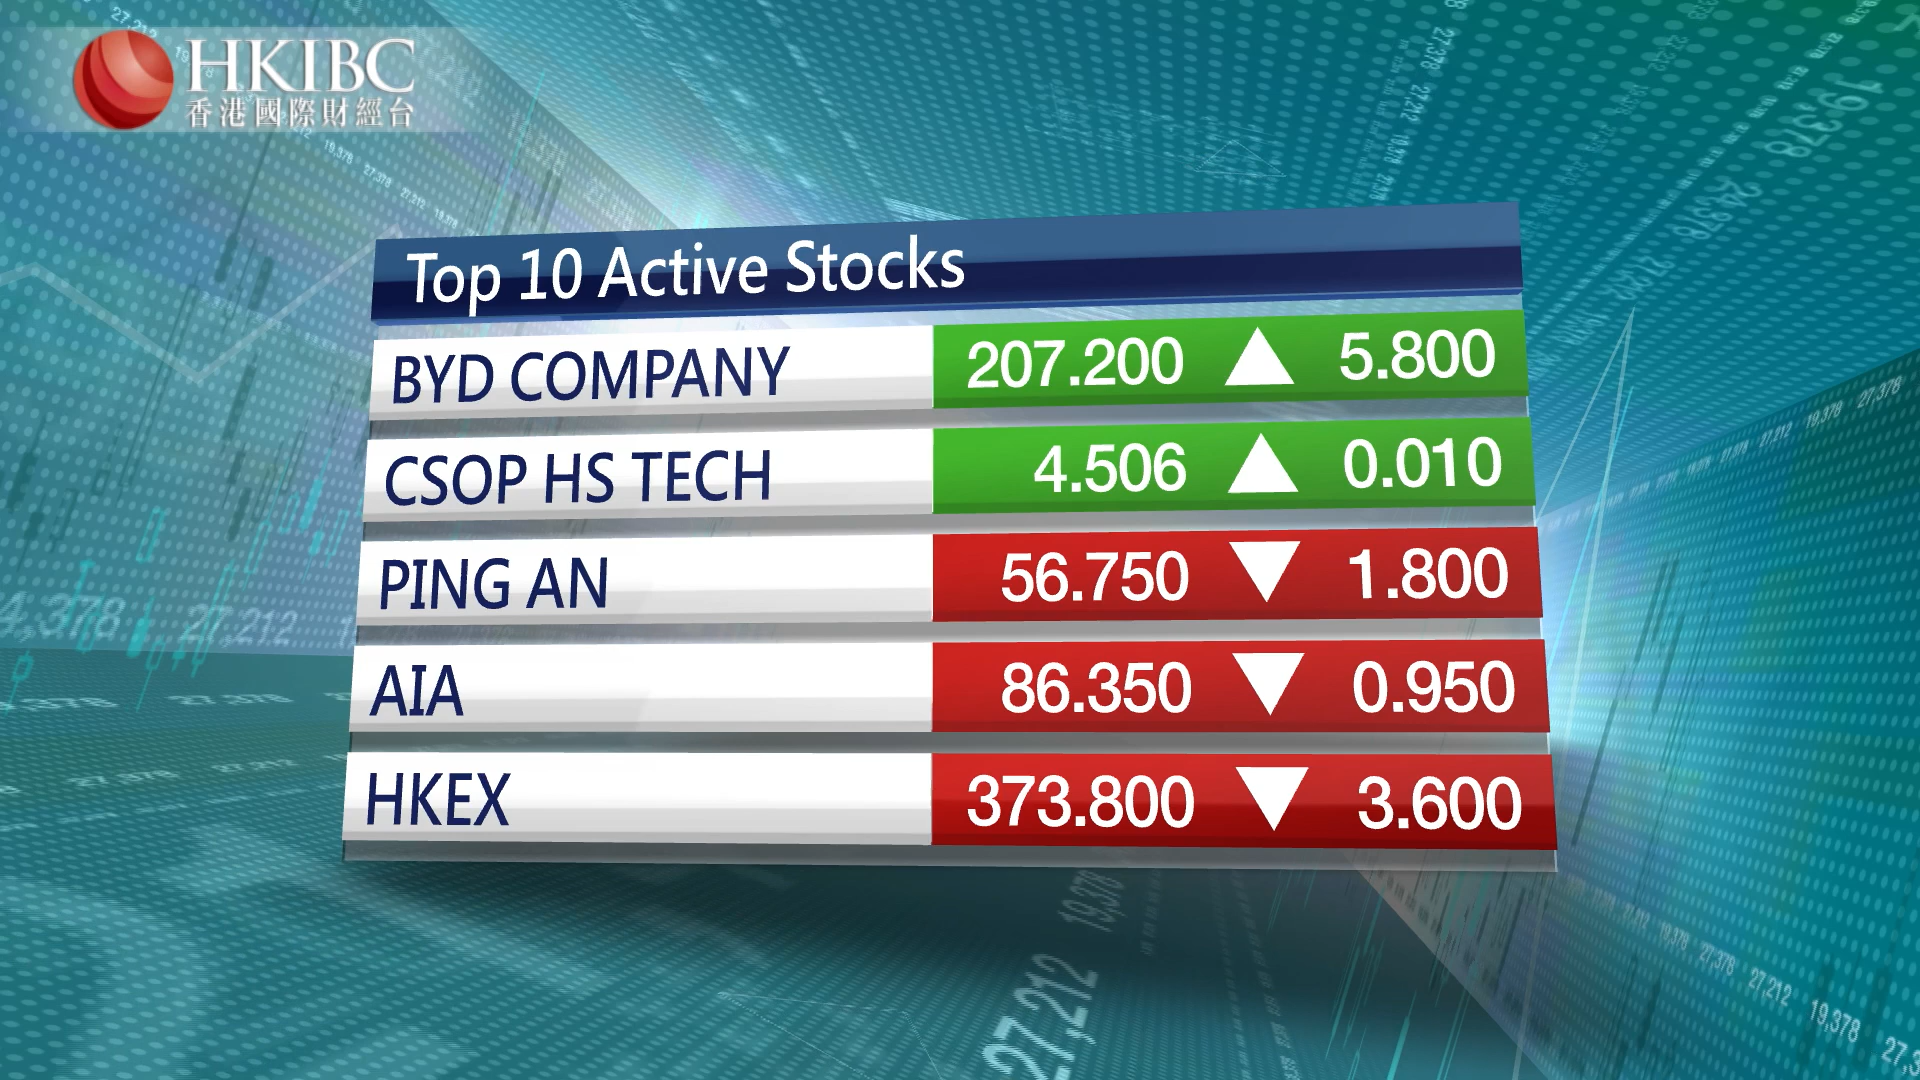 HKIBC
香港國際財經台
Top 10 Active Stocks
BYD COMPANY 207.200 ▲ 5.800
CSOP HS TECH 4.506 ▲ 0.010
PING AN 56.750 ▼ 1.800
AIA 86.350 ▼ 0.950
HKEX 373.800 ▼ 3.600